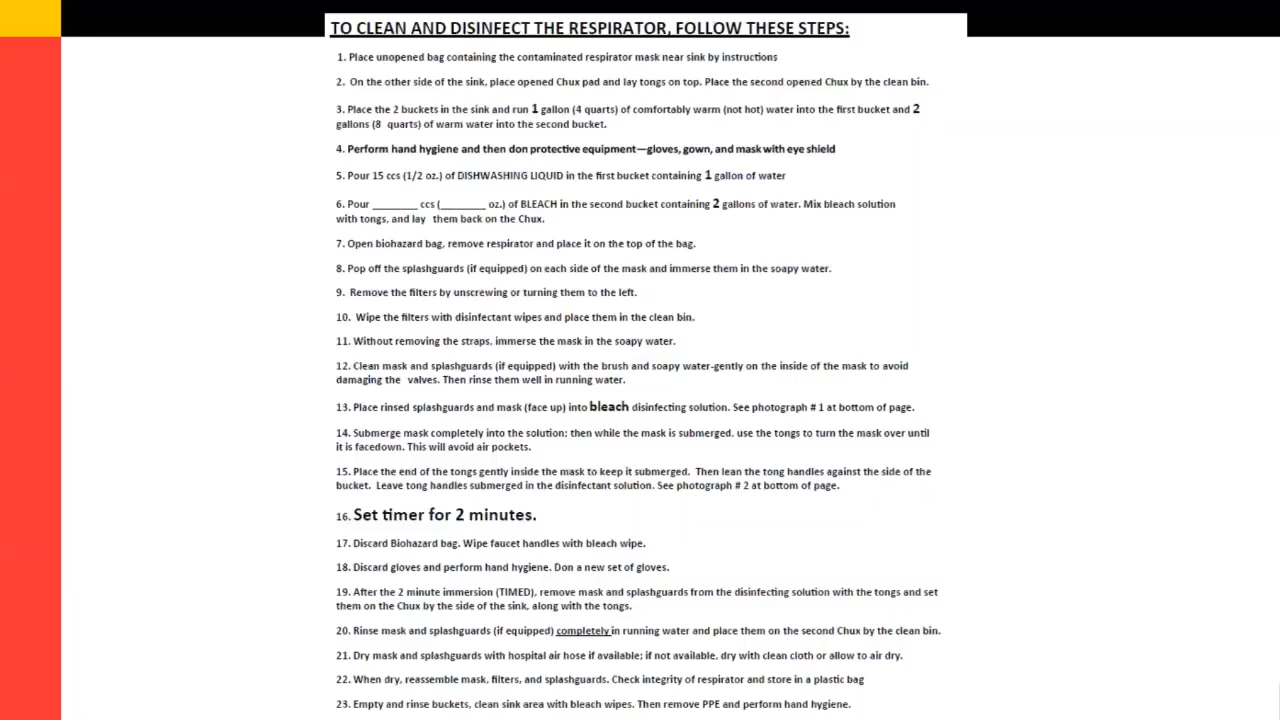 TO CLEAN AND DISINFECT THE RESPIRATOR, FOLLOW THESE STEPS:
1. Place unopened bag containing the contaminated respirator mask near sink by instructions
2. On the other side of the sink, place opened Chux pad and lay tongs on top. Place the second opened Chux by the clean bin.
3. Place the 2 buckets in the sink and run 1 gallon (4 quarts) of comfortably warm (not hot) water into the first bucket and 2
gallons (8 quarts) of warm water into the second bucket.
4. Perform hand hygiene and then don protective equipment—gloves, gown, and mask with eye shield
5. Pour 15 ccs (1/2 oz.) of DISHWASHING LIQUID in the first bucket containing 1 gallon of water
6. Pour ________ ccs (________ oz.) of BLEACH in the second bucket containing 2 gallons of water. Mix bleach solution
with tongs, and lay them back on the Chux.
7. Open biohazard bag, remove respirator and place it on the top of the bag.
8. Pop off the splashguards (if equipped) on each side of the mask and immerse them in the soapy water.
9. Remove the filters by unscrewing or turning them to the left.
10. Wipe the filters with disinfectant wipes and place them in the clean bin.
11. Without removing the straps, immerse the mask in the soapy water.
12. Clean mask and splashguards (if equipped) with the brush and soapy water-gently on the inside of the mask to avoid
damaging the valves. Then rinse them well in running water.
13. Place rinsed splashguards and mask (face up) into bleach disinfecting solution. See photograph # 1 at bottom of page.
14. Submerge mask completely into the solution; then while the mask is submerged, use the tongs to turn the mask over until
it is facedown. This will avoid air pockets.
15. Place the end of the tongs gently inside the mask to keep it submerged. Then lean the tong handles against the side of the
bucket. Leave tong handles submerged in the disinfectant solution. See photograph # 2 at bottom of page.
16. Set timer for 2 minutes.
17. Discard Biohazard bag. Wipe faucet handles with bleach wipe.
18. Discard gloves and perform hand hygiene. Don a new set of gloves.
19. After the 2 minute immersion (TIMED), remove mask and splashguards from the disinfecting solution with the tongs and set
them on the Chux by the side of the sink, along with the tongs.
20. Rinse mask and splashguards (if equipped) completely in running water and place them on the second Chux by the clean bin.
21. Dry mask and splashguards with hospital air hose if available; if not available, dry with clean cloth or allow to air dry.
22. When dry, reassemble mask, filters, and splashguards. Check integrity of respirator and store in a plastic bag
23. Empty and rinse buckets, clean sink area with bleach wipes. Then remove PPE and perform hand hygiene.